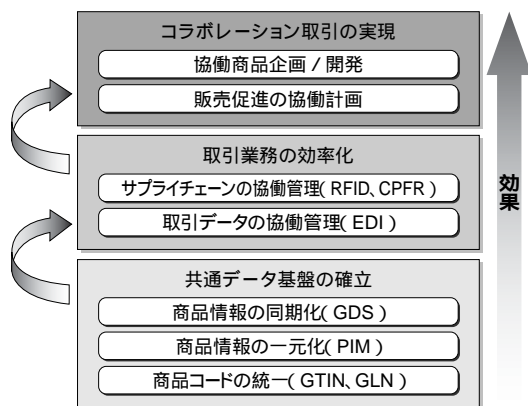 コラボレーション取引の実現
協働商品企画 / 開発
販売促進の協働計画
取引業務の効率化
サプライチェーンの協働管理( RFID、CPFR )
取引データの協働管理( EDI )
共通データ基盤の確立
商品情報の同期化( GDS )
商品情報の一元化( PIM )
商品コードの統一( GTIN、GLN )
効果